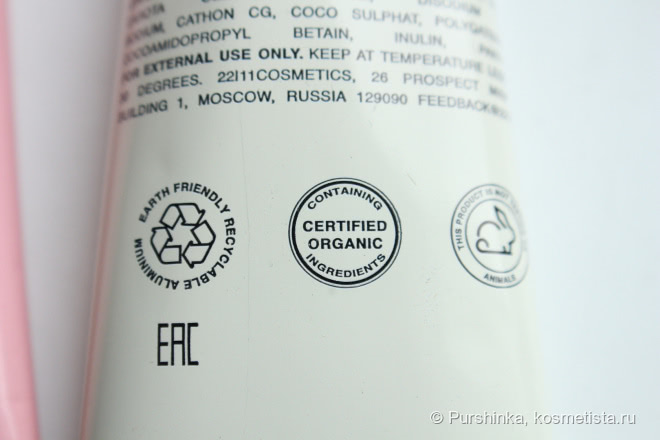 SODIUM, CATHON CG, COCO SULPHAT,
COCOAMIDOPROPYL BETAIN, INULIN,
FOR EXTERNAL USE ONLY. KEEP AT TEMPERATURE
DEGREES. 22|11COSMETICS, 26 PROSPECT
BUILDING 1, MOSCOW, RUSSIA 129090 FEEDBACK
EARTH FRIENDLY RECYCLABLE ALUMINIUM
CONTAINING
CERTIFIED
ORGANIC
INGREDIENTS
THIS PRODUCT IS NOT
ANIMALS
EAC
© Purshinka, kosmetista.ru